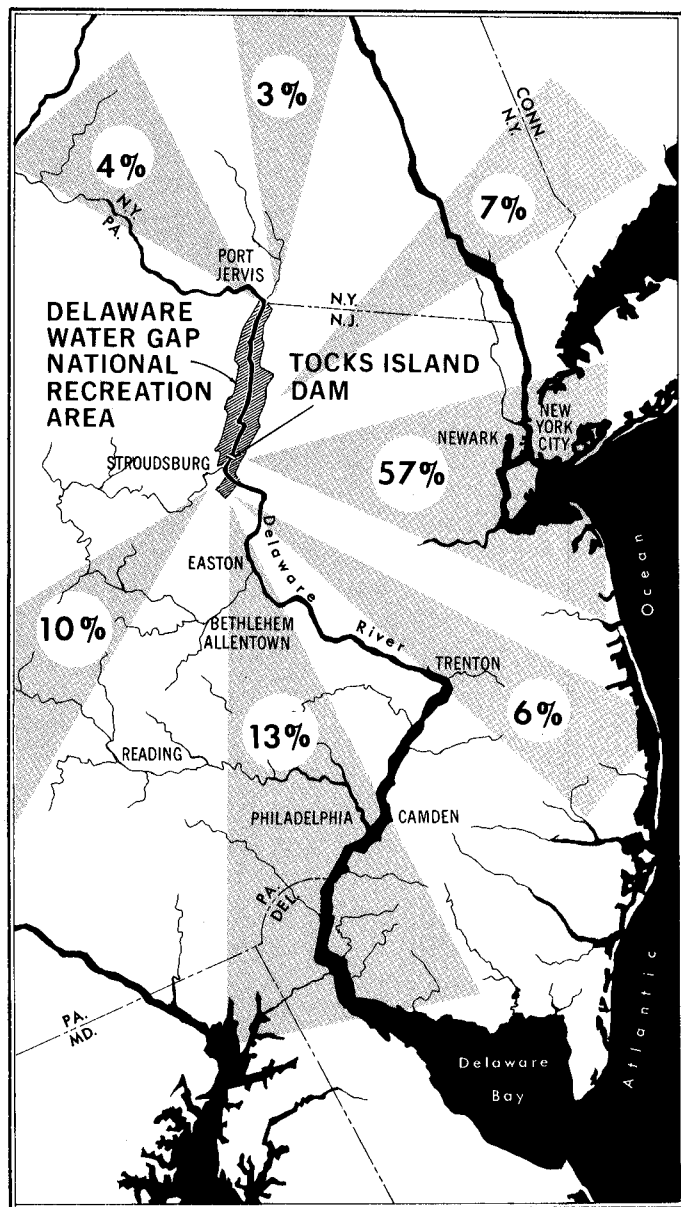 3%
CONN.
N.Y.
4%
7%
N.Y.
PA.
PORT
JERVIS
N.Y.
N.J.
DELAWARE
WATER GAP
NATIONAL
RECREATION
AREA
TOCKS ISLAND
DAM
NEW
YORK
CITY
NEWARK
STROUDSBURG
57%
Delaware
River
Ocean
EASTON
10%
BETHLEHEM
ALLENTOWN
TRENTON
6%
13%
READING
PHILADELPHIA
CAMDEN
PA.
DEL.
Atlantic
PA.
MD.
Delaware
Bay